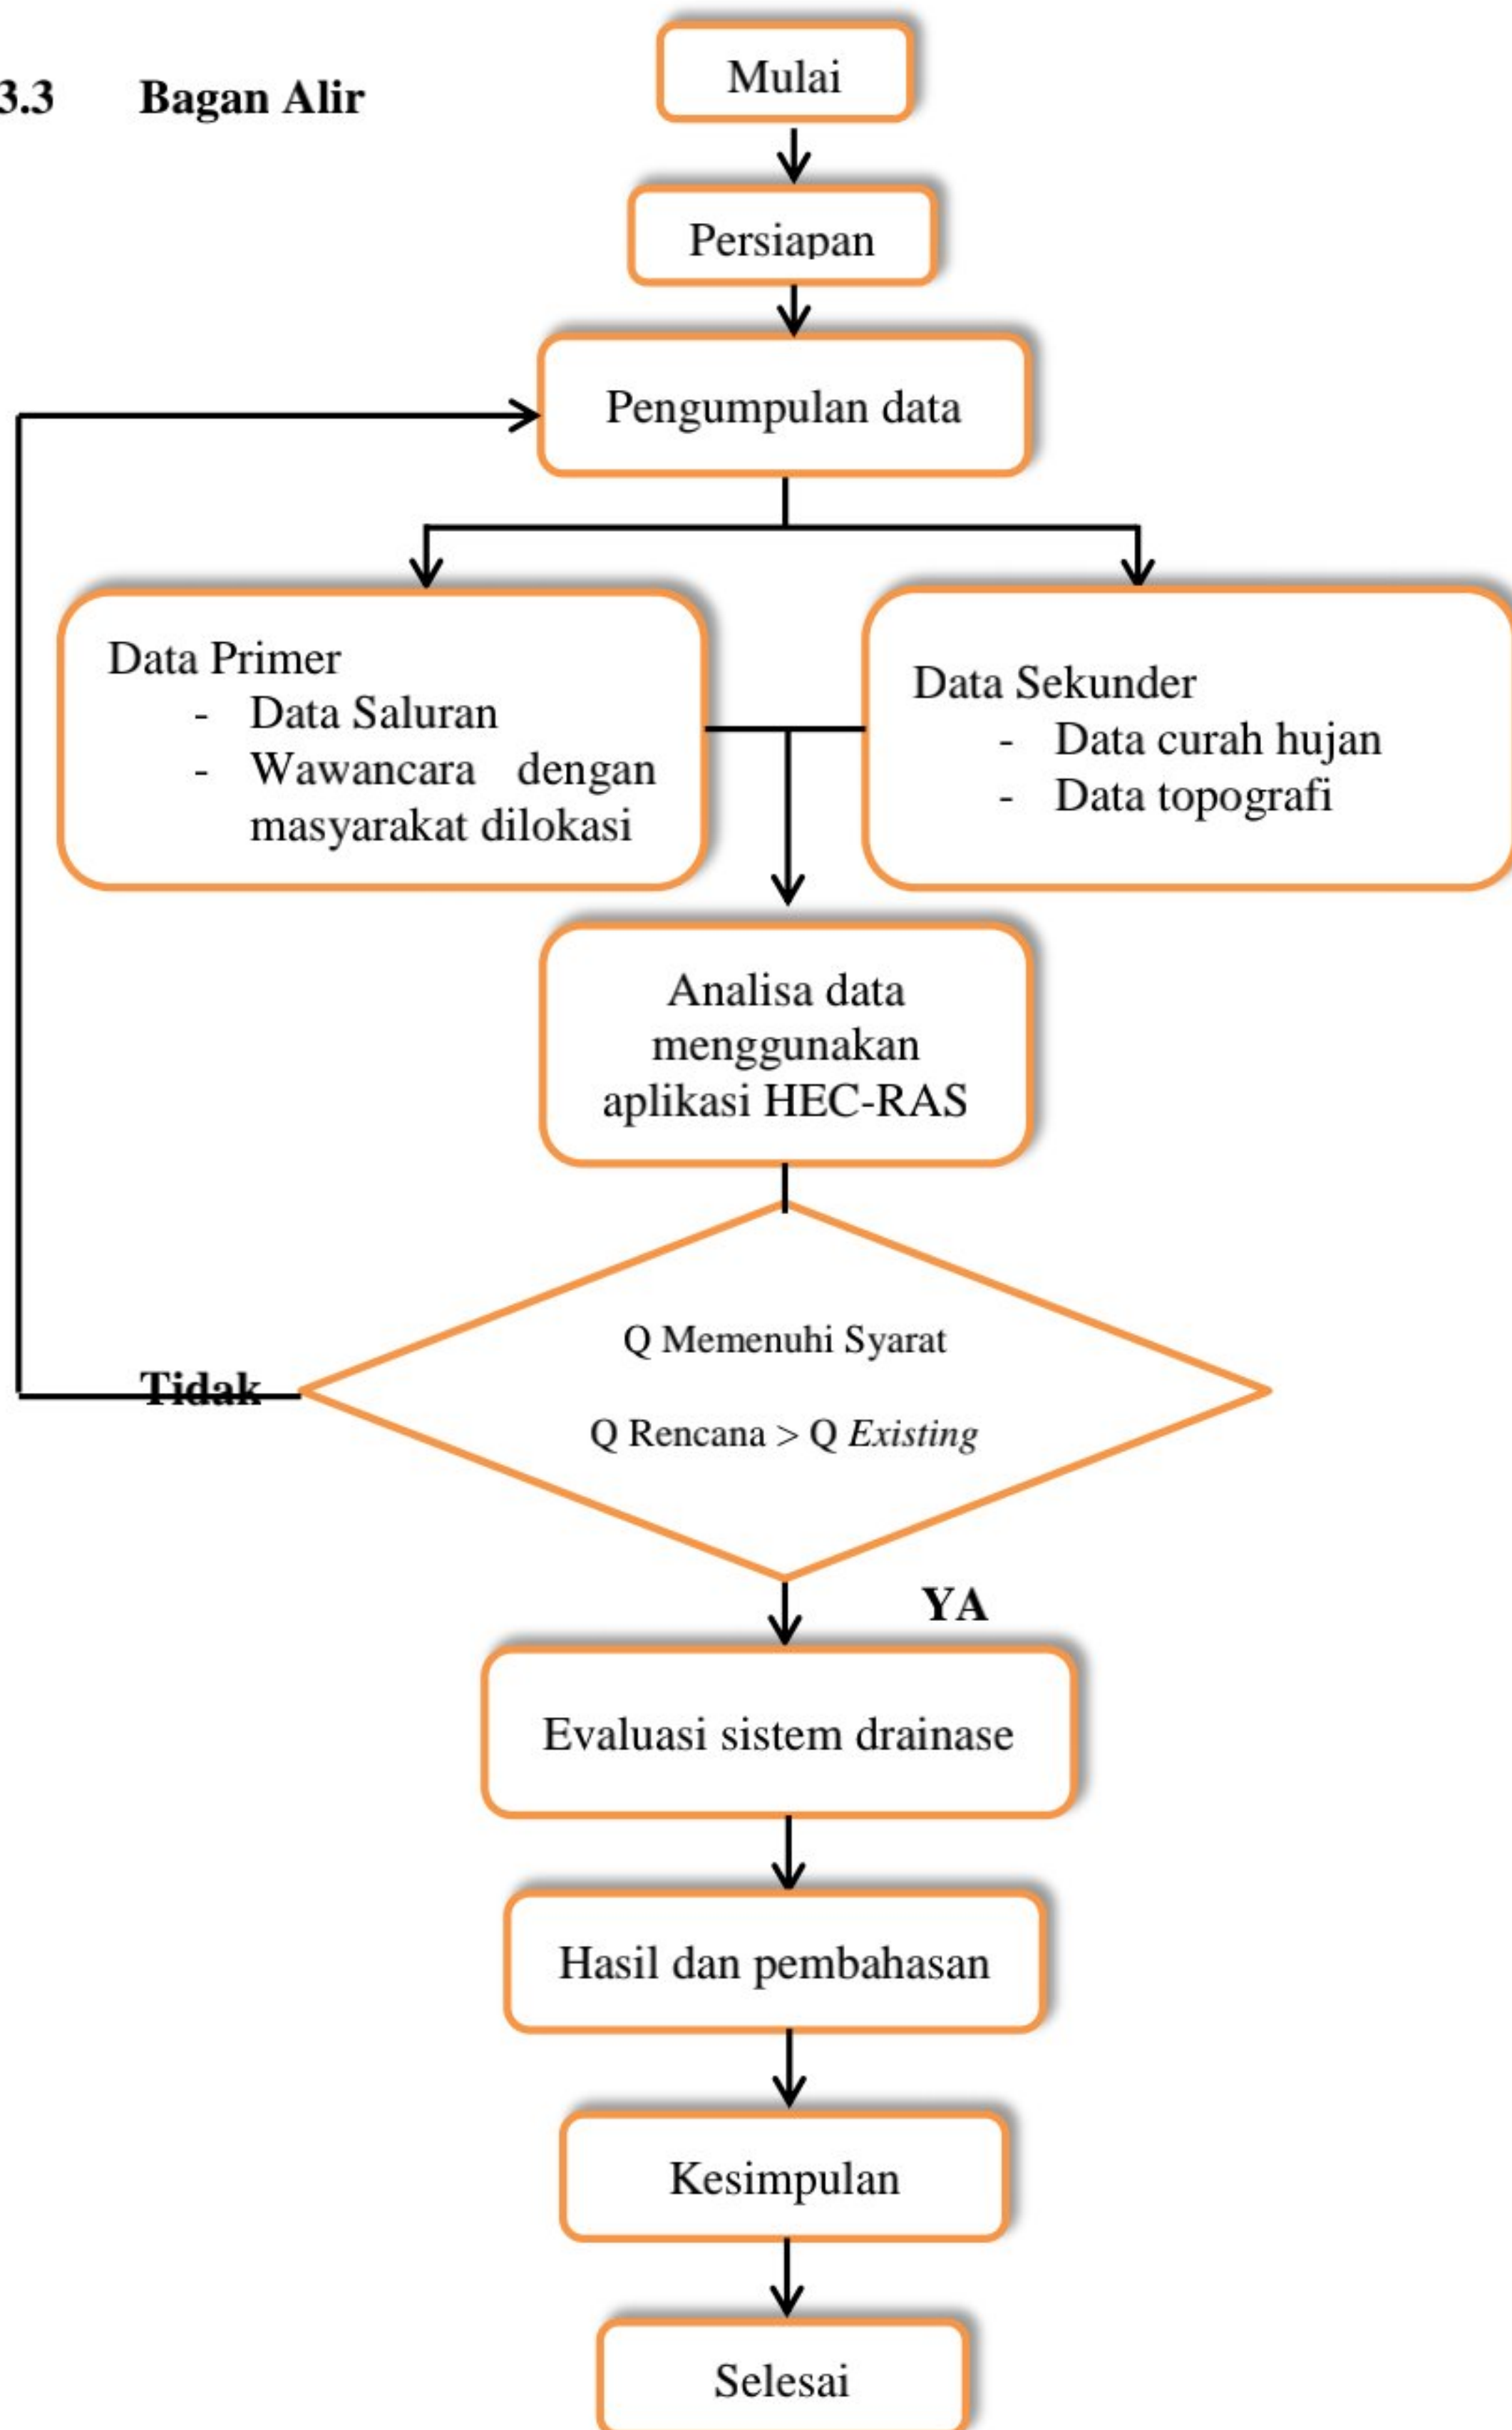 3.3 Bagan Alir
Mulai
Persiapan
Pengumpulan data
Data Primer
- Data Saluran
- Wawancara dengan
masyarakat dilokasi
Data Sekunder
- Data curah hujan
- Data topografi
Analisa data
menggunakan
aplikasi HEC-RAS
Q Memenuhi Syarat
Tidak
Q Rencana > Q Existing
YA
Evaluasi sistem drainase
Hasil dan pembahasan
Kesimpulan
Selesai